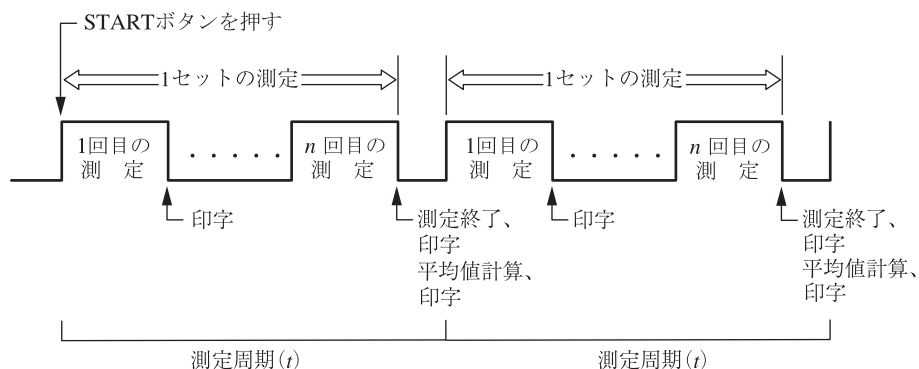 STARTボタンを押す
1セットの測定
1セットの測定
1回目の
測 定
・・・・・
n 回目の
測 定
1回目の
測 定
・・・・・
n 回目の
測 定
印字
測定終了、
印字
平均値計算、
印字
印字
測定終了、
印字
平均値計算、
印字
測定周期(t)
測定周期(t)